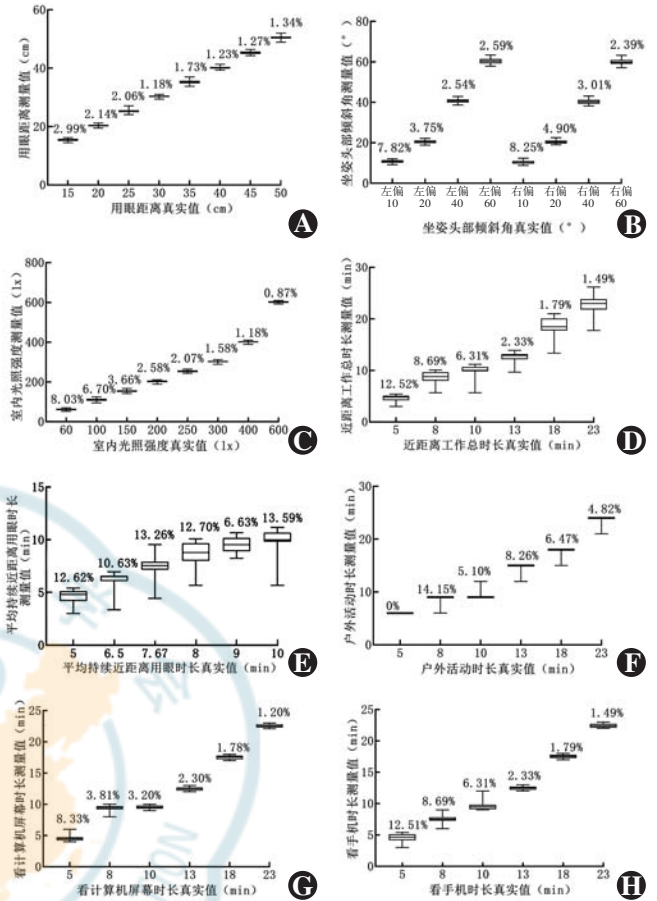 用眼距离测量值（cm）
60
40
20
0
2.99%
2.14%
2.06%
1.18%
1.73%
1.23%
1.27%
1.34%
15 20 25 30 35 40 45 50
用眼距离真实值（cm）
A
坐姿头部倾斜角测量值（°）
80
60
40
20
0
7.82%
3.75%
2.54%
2.59%
8.25%
4.90%
3.01%
2.39%
左偏 左偏 左偏 左偏 右偏 右偏 右偏 右偏
10 20 40 60 10 20 40 60
坐姿头部倾斜角真实值（°）
B
室内光照强度测量值（lx）
800
600
400
200
0
8.03%
6.70%
3.66%
2.58%
2.07%
1.58%
1.18%
0.87%
60 100 150 200 250 300 400 600
室内光照强度真实值（lx）
C
近距离工作总时长测量值（min）
30
20
10
0
12.52%
8.69%
6.31%
2.33%
1.79%
1.49%
5 8 10 13 18 23
近距离工作总时长真实值（min）
D
平均持续近距离用眼时长
测量值（min）
15
10
5
0
12.62%
10.63%
13.26%
12.70%
6.63%
13.59%
5 6.5 7.67 8 9 10
平均持续近距离用眼时长真实值（min）
E
户外活动时长测量值（min）
30
20
10
0
0%
14.15%
5.10%
8.26%
6.47%
4.82%
5 8 10 13 18 23
户外活动时长真实值（min）
F
看计算机屏幕时长测量值（min）
25
20
15
10
5
0
8.33%
3.81%
3.20%
2.30%
1.78%
1.20%
5 8 10 13 18 23
看计算机屏幕时长真实值（min）
G
看手机时长测量值（min）
25
20
15
10
5
0
12.51%
8.69%
6.31%
2.33%
1.79%
1.49%
5 8 10 13 18 23
看手机时长真实值（min）
H